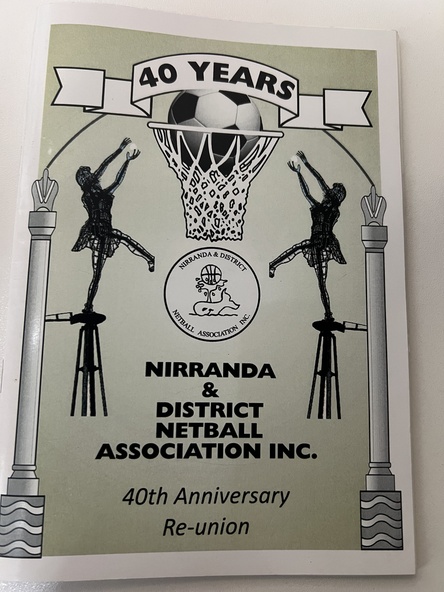 40 YEARS
NIRRANDA & DISTRICT
NETBALL ASSOCIATION INC.
NIRRANDA
&
DISTRICT
NETBALL
ASSOCIATION INC.
40th Anniversary
Re-union